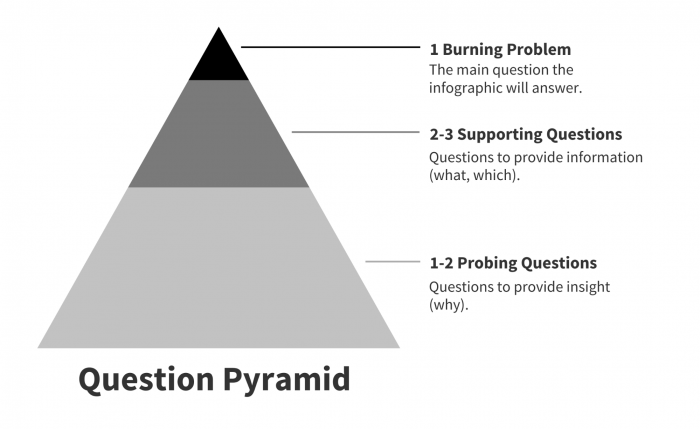 1 Burning Problem
The main question the
infographic will answer.
2-3 Supporting Questions
Questions to provide information
(what, which).
1-2 Probing Questions
Questions to provide insight
(why).
Question Pyramid